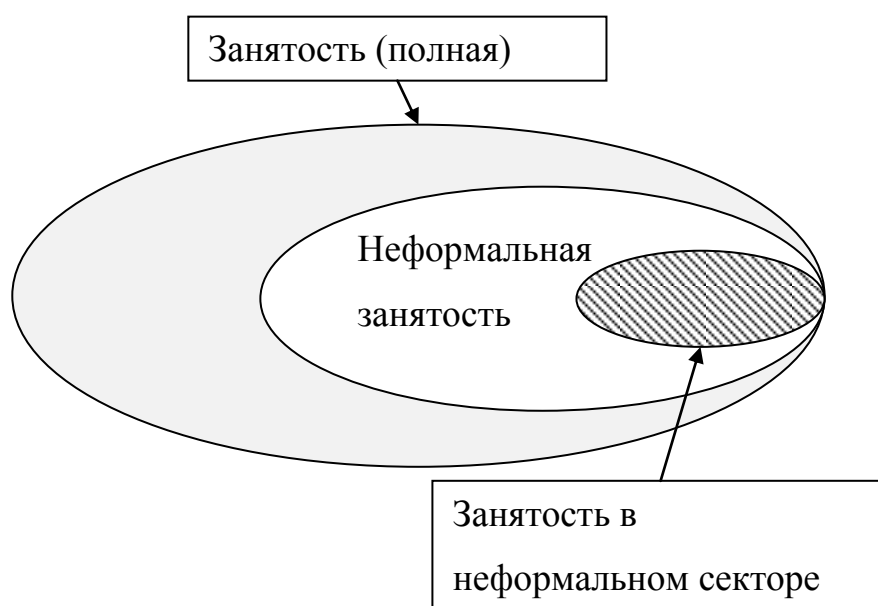 Занятость (полная)
Неформальная
занятость
Занятость в
неформальном секторе